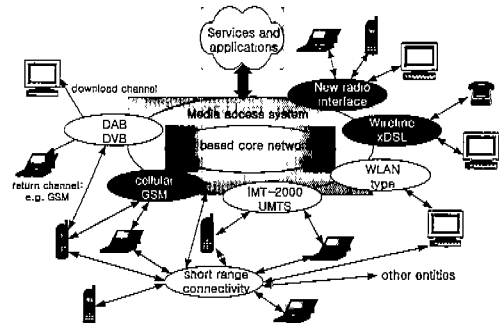 Services and
applications
download channel
New radio
interface
Media access system
DAB
DVB
Wireline
xDSL
based core network
return channel:
e.g. GSM
cellular
GSM
IMT-2000
UMTS
WLAN
type
short range
connectivity
other entities